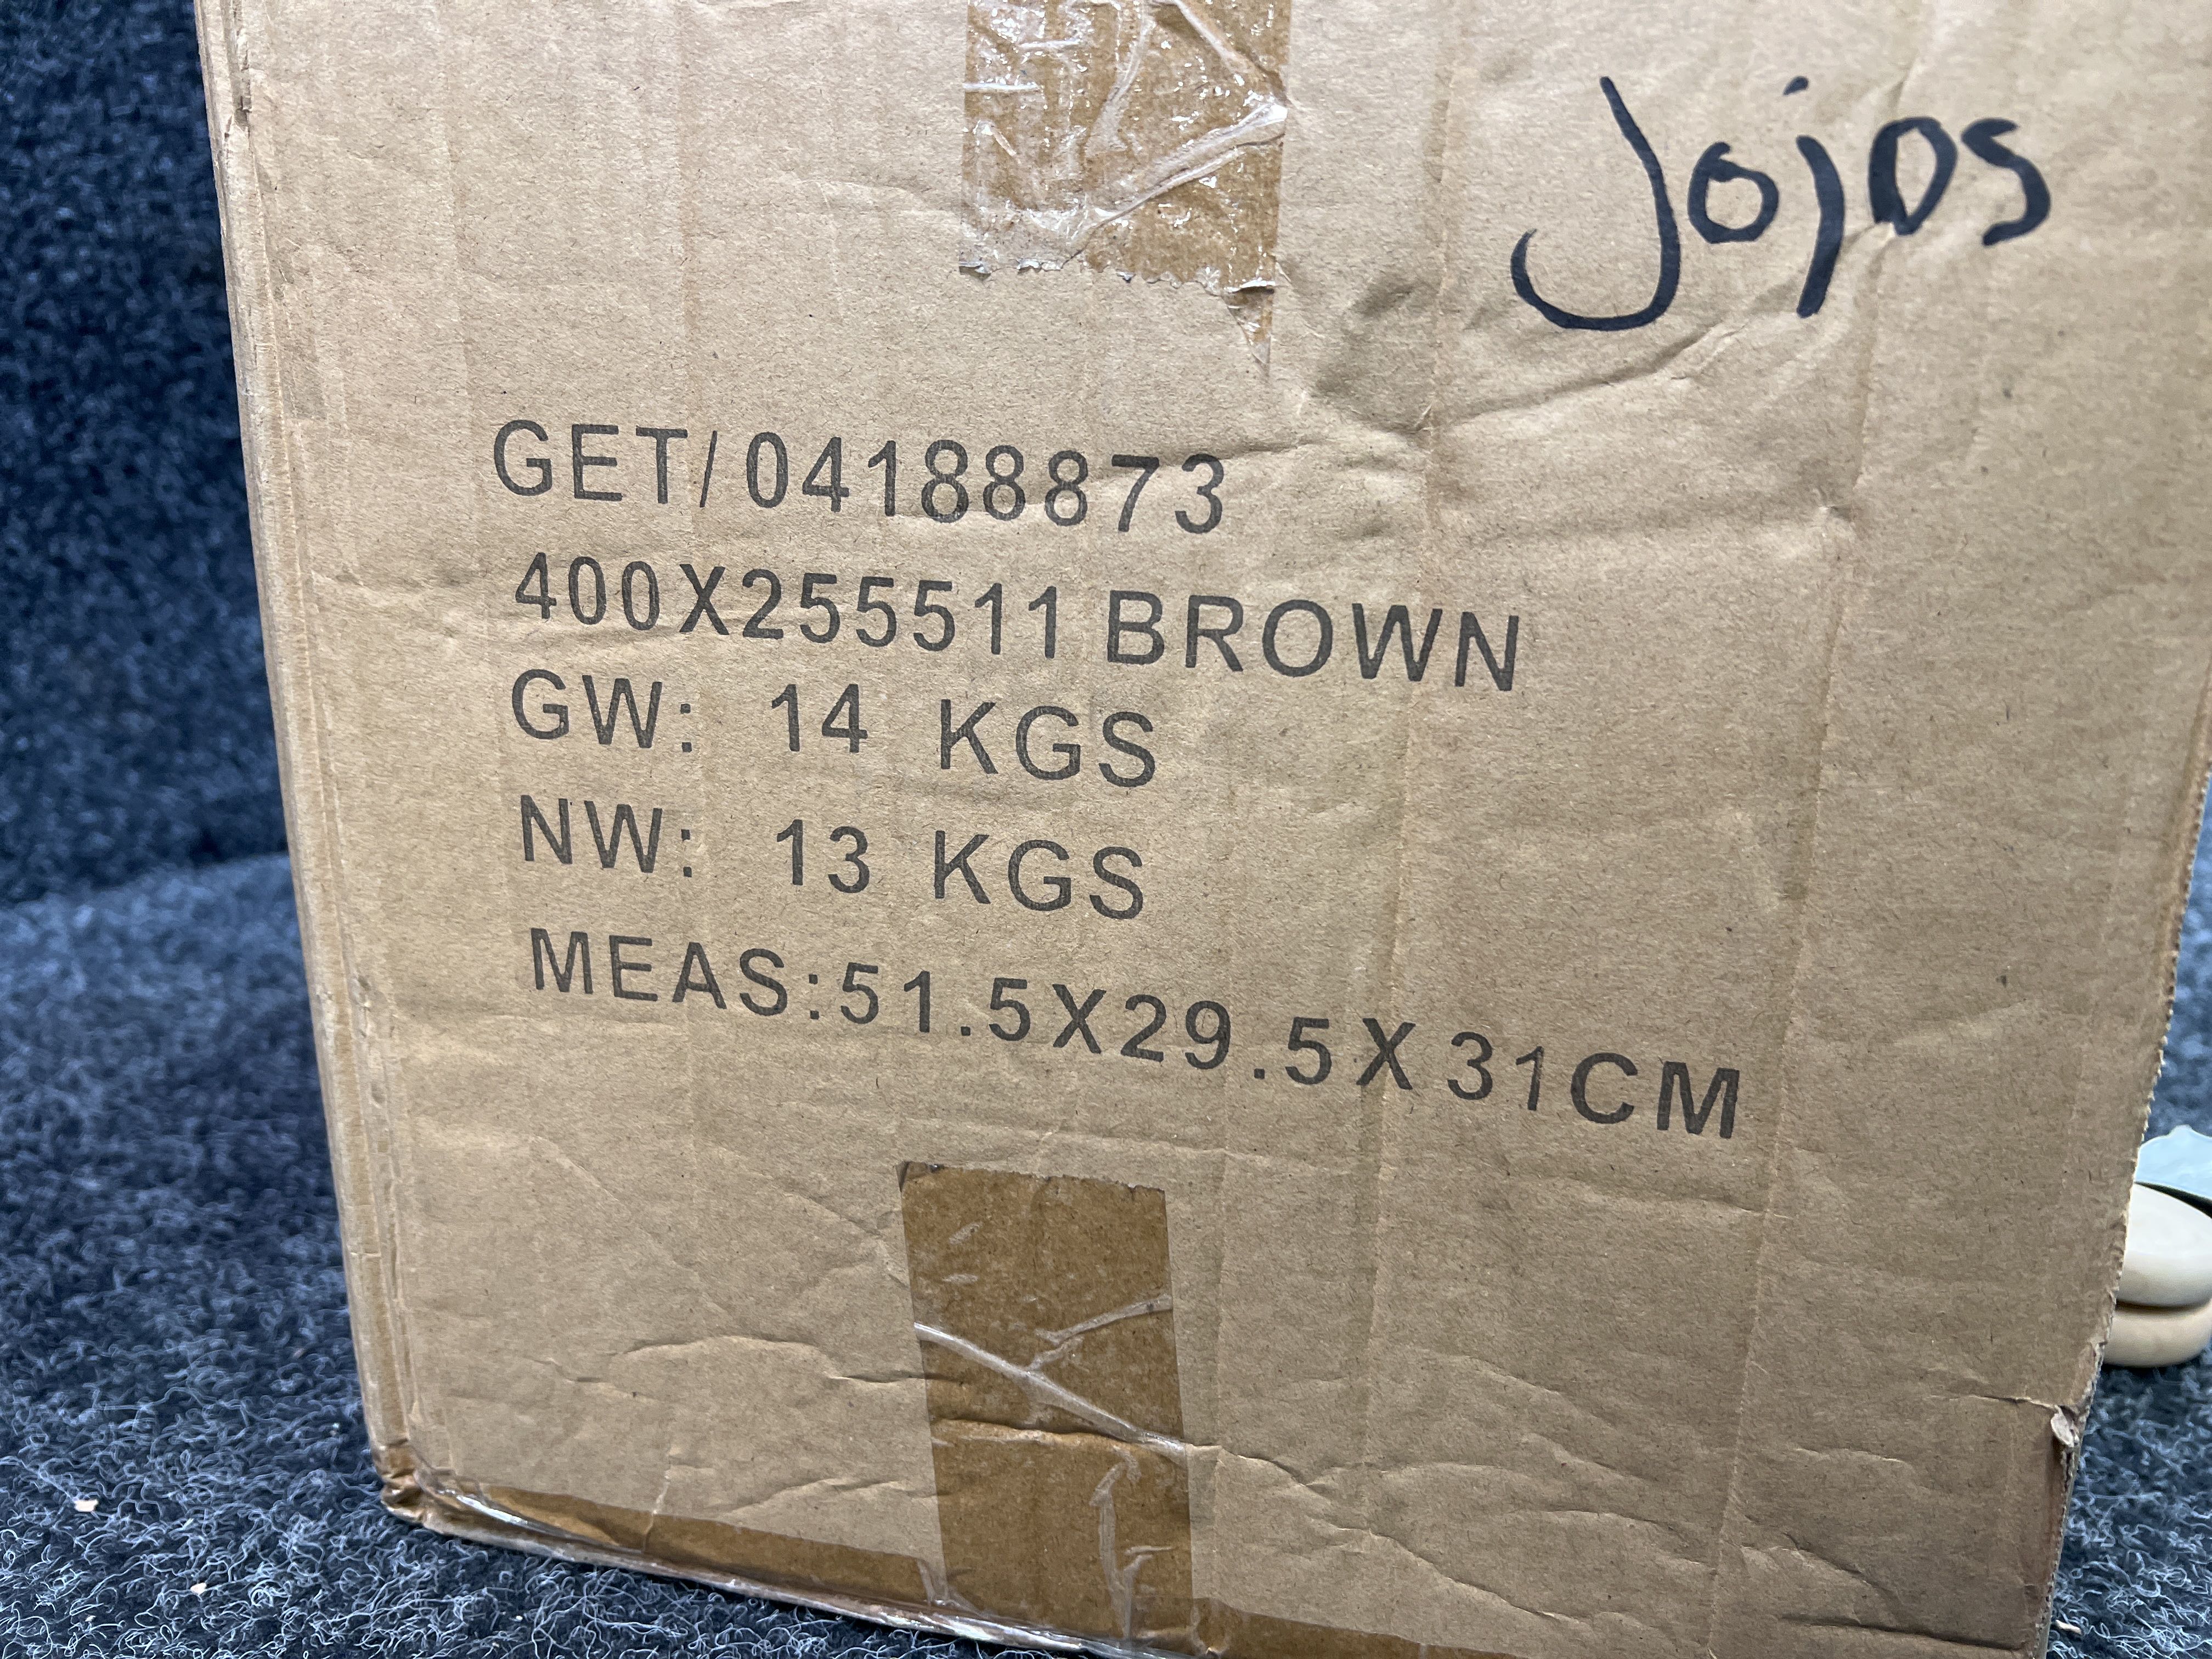 Jojos
GET/04188873
400X255511 BROWN
GW: 14 KGS
NW: 13 KGS
MEAS:51.5X29.5X31CM